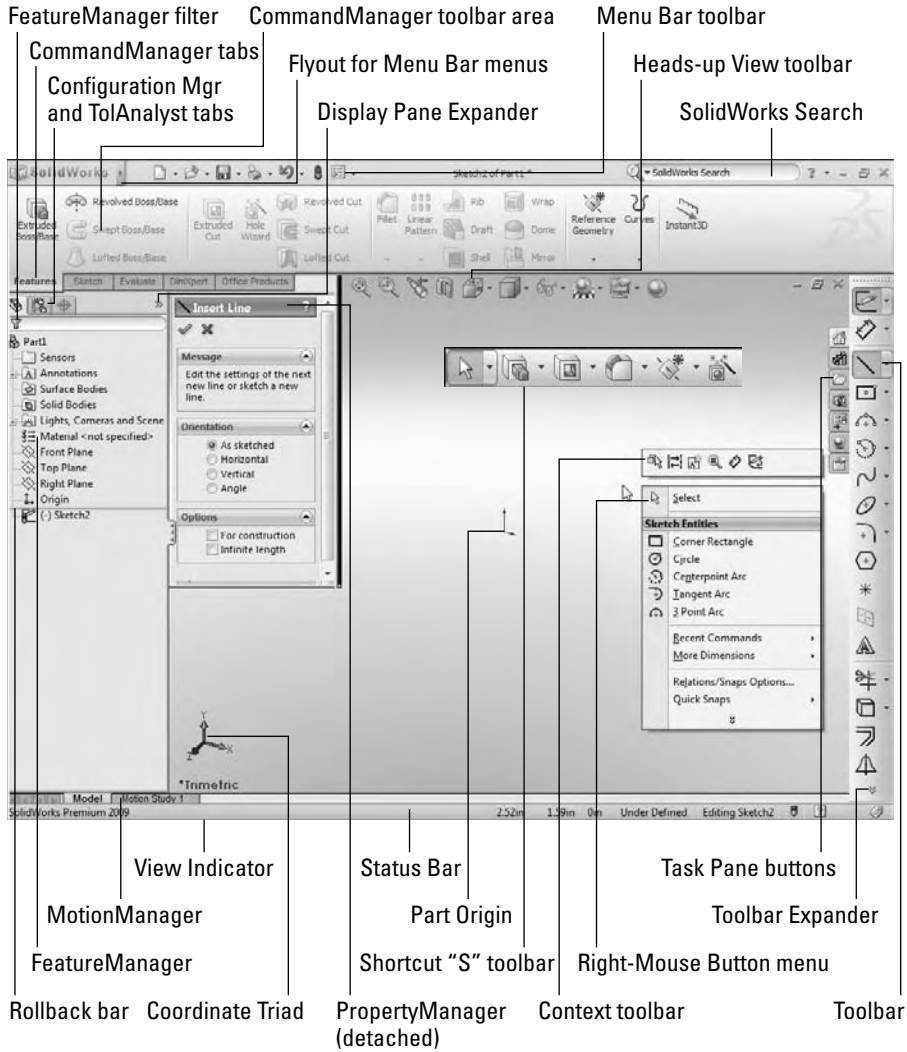 FeatureManager filter CommandManager toolbar area Menu Bar toolbar
CommandManager tabs Flyout for Menu Bar menus Heads-up View toolbar
Configuration Mgr
and TolAnalyst tabs
Display Pane Expander SolidWorks Search
SolidWorks
Sketch2 of Part1 *
SolidWorks Search
Extruded
Boss/Base
Revolved Boss/Base
Swept Boss/Base
Lofted Boss/Base
Extruded
Cut
Hole
Wizard
Revolved Cut
Swept Cut
Lofted Cut
Fillet
Linear
Pattern
Rib
Draft
Shell
Wrap
Dome
Mirror
Reference
Geometry
Curves
Instant3D
Features Sketch Evaluate DimXpert Office Products
Part1
Sensors
Annotations
Surface Bodies
Solid Bodies
Lights, Cameras and Scene
Material <not specified>
Front Plane
Top Plane
Right Plane
Origin
(-) Sketch2
Insert Line ?
Message
Edit the settings of the next
new line or sketch a new
line.
Orientation
As sketched
Horizontal
Vertical
Angle
Options
For construction
Infinite length
Select
Sketch Entities
Corner Rectangle
Circle
Centerpoint Arc
Tangent Arc
3 Point Arc
Recent Commands
More Dimensions
Relations/Snaps Options...
Quick Snaps
Y
X
Z
*Trimetric
Model Motion Study 1
SolidWorks Premium 2009 2.52in 1.59in 0in Under Defined Editing Sketch2
View Indicator Status Bar Task Pane buttons
MotionManager Part Origin Toolbar Expander
FeatureManager Shortcut “S” toolbar Right-Mouse Button menu
Rollback bar Coordinate Triad PropertyManager
(detached)
Context toolbar Toolbar